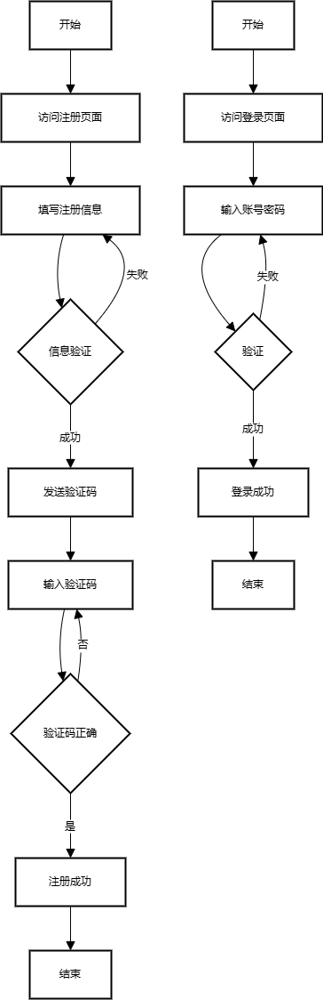 开始
访问注册页面
填写注册信息
失败
信息验证
成功
发送验证码
输入验证码
否
验证码正确
是
注册成功
结束
开始
访问登录页面
输入账号密码
失败
验证
成功
登录成功
结束